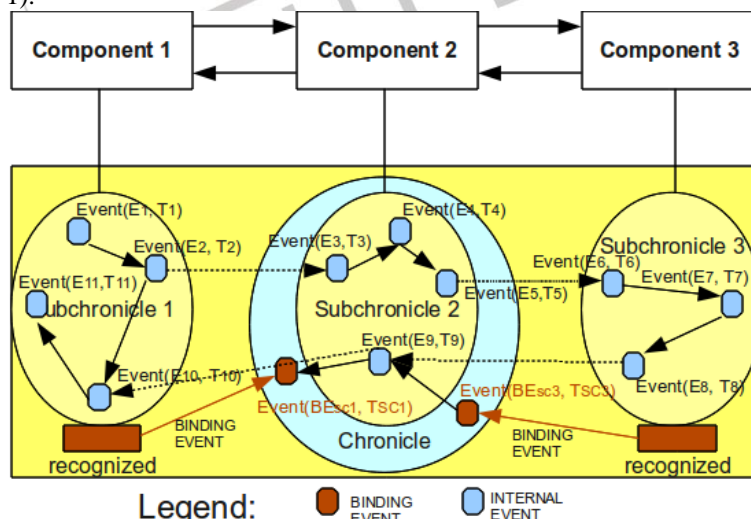 1).
Component 1
Component 2
Component 3
Event(E1, T1)
Event(E4,T4)
Event(E2, T2)
Event(E3,T3)
Subchronicle 3
Event(E6, T6)
Event(E7, T7)
Event(E11,T11)
Subchronicle 1
Subchronicle 2
Event(E5,T5)
Event(E9,T9)
Event(E10, T10)
Event(E8, T8)
Event(BEsc1, TSC1)
Event(BEsc3, TSC3)
BINDING
EVENT
Chronicle
BINDING
EVENT
recognized
recognized
Legend:
BINDING
EVENT
INTERNAL
EVENT